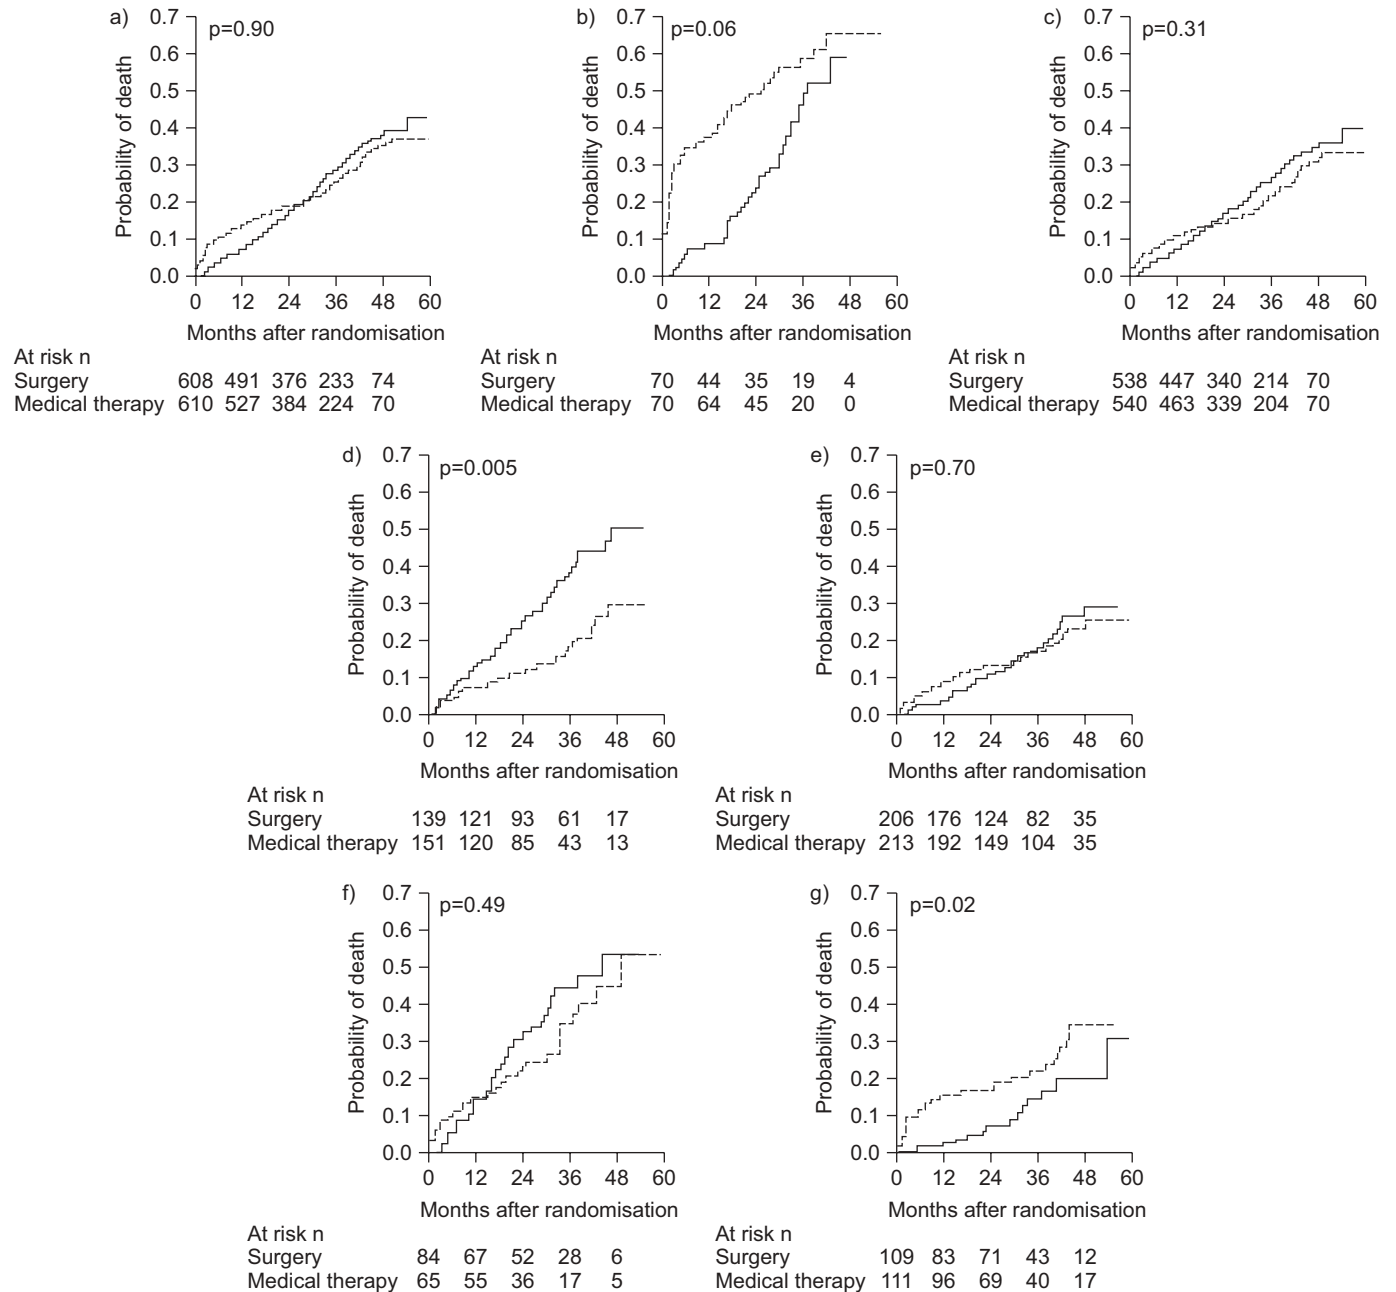 a)
p=0.90
0.7
0.6
0.5
0.4
0.3
0.2
0.1
0.0
Probability of death
0 12 24 36 48 60
Months after randomisation
At risk n
Surgery 608 491 376 233 74
Medical therapy 610 527 384 224 70
b)
p=0.06
0.7
0.6
0.5
0.4
0.3
0.2
0.1
0.0
Probability of death
0 12 24 36 48 60
Months after randomisation
At risk n
Surgery 70 44 35 19 4
Medical therapy 70 64 45 20 0
c)
p=0.31
0.7
0.6
0.5
0.4
0.3
0.2
0.1
0.0
Probability of death
0 12 24 36 48 60
Months after randomisation
At risk n
Surgery 538 447 340 214 70
Medical therapy 540 463 339 204 70
d)
p=0.005
0.7
0.6
0.5
0.4
0.3
0.2
0.1
0.0
Probability of death
0 12 24 36 48 60
Months after randomisation
At risk n
Surgery 139 121 93 61 17
Medical therapy 151 120 85 43 13
e)
p=0.70
0.7
0.6
0.5
0.4
0.3
0.2
0.1
0.0
Probability of death
0 12 24 36 48 60
Months after randomisation
At risk n
Surgery 206 176 124 82 35
Medical therapy 213 192 149 104 35
f)
p=0.49
0.7
0.6
0.5
0.4
0.3
0.2
0.1
0.0
Probability of death
0 12 24 36 48 60
Months after randomisation
At risk n
Surgery 84 67 52 28 6
Medical therapy 65 55 36 17 5
g)
p=0.02
0.7
0.6
0.5
0.4
0.3
0.2
0.1
0.0
Probability of death
0 12 24 36 48 60
Months after randomisation
At risk n
Surgery 109 83 71 43 12
Medical therapy 111 96 69 40 17